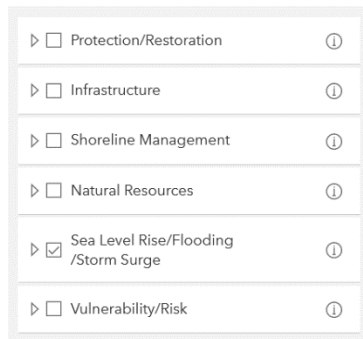 Protection/Restoration
Infrastructure
Shoreline Management
Natural Resources
Sea Level Rise/Flooding
/Storm Surge
Vulnerability/Risk